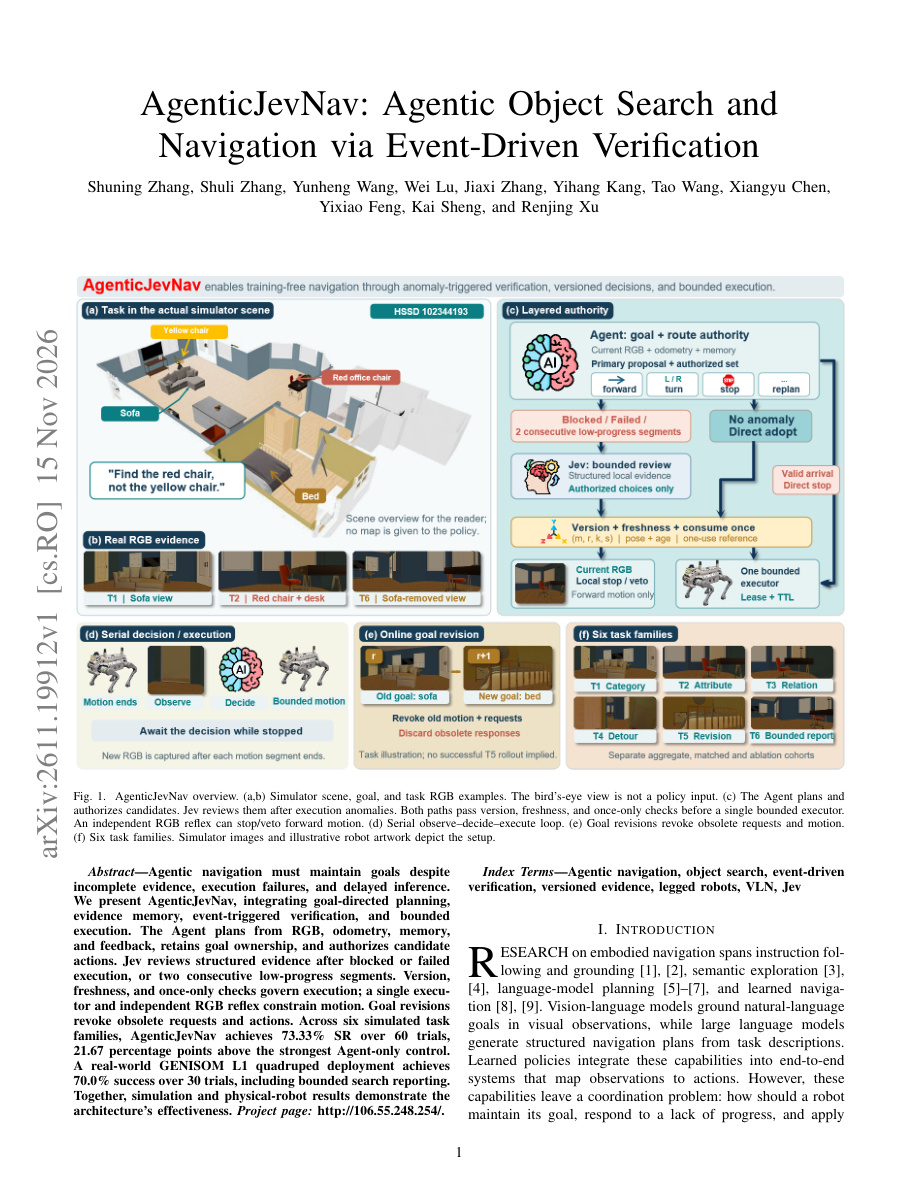 AgenticJevNav: Agentic Object Search and
Navigation via Event-Driven Verification
Shuning Zhang, Shuli Zhang, Yunheng Wang, Wei Lu, Jiaxi Zhang, Yihang Kang, Tao Wang, Xiangyu Chen,
Yixiao Feng, Kai Sheng, and Renjing Xu
arXiv:2611.19912v1 [cs.RO] 15 Nov 2026
AgenticJevNav enables training-free navigation through anomaly-triggered verification, versioned decisions, and bounded execution.
(a) Task in the actual simulator scene
HSSD 102344193
Yellow chair
Red office chair
Sofa
"Find the red chair,
not the yellow chair."
Bed
Scene overview for the reader;
no map is given to the policy.
(b) Real RGB evidence
T1 | Sofa view
T2 | Red chair + desk
T6 | Sofa-removed view
(c) Layered authority
Agent: goal + route authority
Current RGB + odometry + memory
Primary proposal + authorized set
AI
forward
L / R
turn
STOP
stop
...
replan
Blocked / Failed /
2 consecutive low-progress segments
No anomaly
Direct adopt
Jev: bounded review
Structured local evidence
Authorized choices only
Valid arrival
Direct stop
Version + freshness + consume once
(m, r, k, s) | pose + age | one-use reference
Current RGB
Local stop / veto
Forward motion only
One bounded
executor
Lease + TTL
(d) Serial decision / execution
AI
Motion ends
Observe
Decide
Bounded motion
Await the decision while stopped
New RGB is captured after each motion segment ends.
(e) Online goal revision
r
r+1
Old goal: sofa
New goal: bed
Revoke old motion + requests
Discard obsolete responses
Task illustration; no successful T5 rollout implied.
(f) Six task families
T1 Category
T2 Attribute
T3 Relation
T4 Detour
T5 Revision
T6 Bounded report
Separate aggregate, matched and ablation cohorts
Fig. 1. AgenticJevNav overview. (a,b) Simulator scene, goal, and task RGB examples. The bird's-eye view is not a policy input. (c) The Agent plans and
authorizes candidates. Jev reviews them after execution anomalies. Both paths pass version, freshness, and once-only checks before a single bounded executor.
An independent RGB reflex can stop/veto forward motion. (d) Serial observe–decide–execute loop. (e) Goal revisions revoke obsolete requests and motion.
(f) Six task families. Simulator images and illustrative robot artwork depict the setup.
Abstract—Agentic navigation must maintain goals despite
incomplete evidence, execution failures, and delayed inference.
We present AgenticJevNav, integrating goal-directed planning,
evidence memory, event-triggered verification, and bounded
execution. The Agent plans from RGB, odometry, memory,
and feedback, retains goal ownership, and authorizes candidate
actions. Jev reviews structured evidence after blocked or failed
execution, or two consecutive low-progress segments. Version,
freshness, and once-only checks govern execution; a single execu-
tor and independent RGB reflex constrain motion. Goal revisions
revoke obsolete requests and actions. Across six simulated task
families, AgenticJevNav achieves 73.33% SR over 60 trials,
21.67 percentage points above the strongest Agent-only control.
A real-world GENISOM L1 quadruped deployment achieves
70.0% success over 30 trials, including bounded search reporting.
Together, simulation and physical-robot results demonstrate the
architecture's effectiveness. Project page: http://106.55.248.254/.
Index Terms—Agentic navigation, object search, event-driven
verification, versioned evidence, legged robots, VLN, Jev
I. INTRODUCTION
RESEARCH on embodied navigation spans instruction fol-
lowing and grounding [1], [2], semantic exploration [3],
[4], language-model planning [5]–[7], and learned naviga-
tion [8], [9]. Vision-language models ground natural-language
goals in visual observations, while large language models
generate structured navigation plans from task descriptions.
Learned policies integrate these capabilities into end-to-end
systems that map observations to actions. However, these
capabilities leave a coordination problem: how should a robot
maintain its goal, respond to a lack of progress, and apply
1